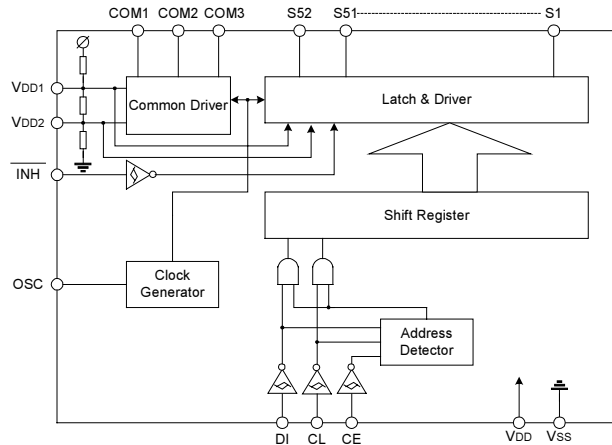 COM1 COM2 COM3 S52 S51 S1
VDD1
Common Driver
Latch & Driver
VDD2
INH
Shift Register
OSC
Clock
Generator
Address
Detector
DI CL CE VDD VSS